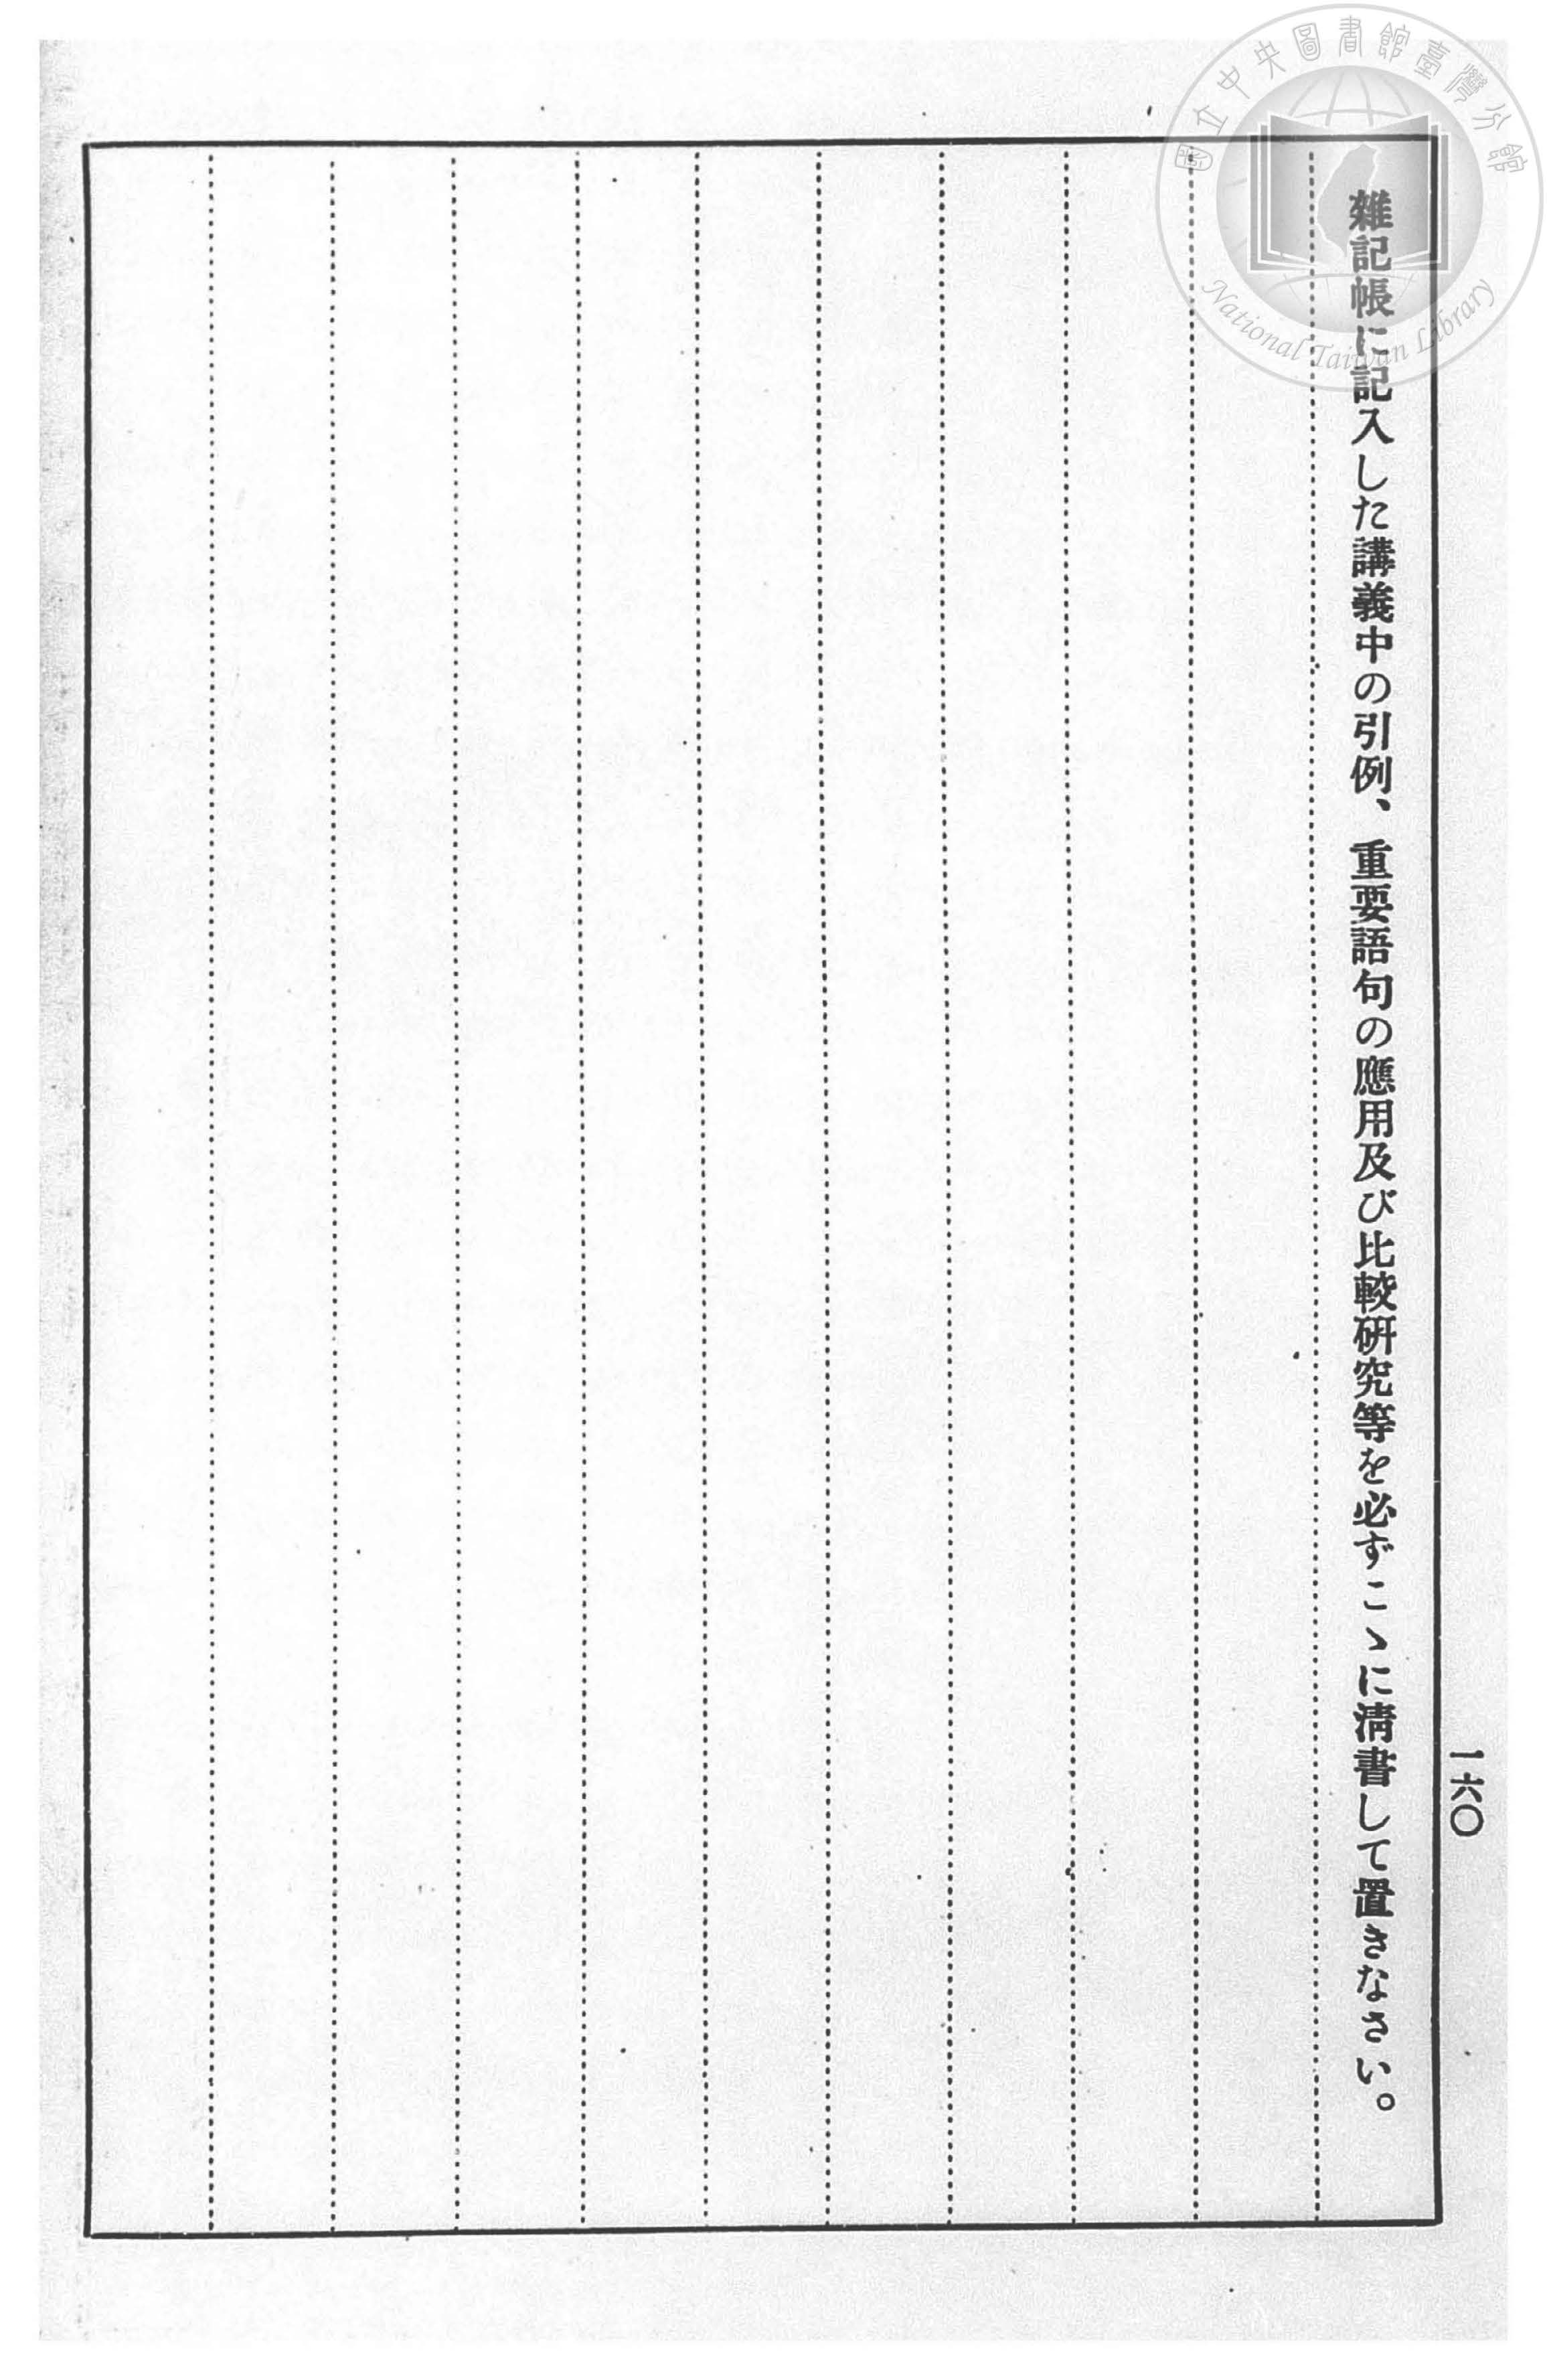 雜記帳に記入した講義中の引例、重要語句の應用及び比較研究等を必ずこゝに淸書して置きなさい。
一六〇
國立中央圖書館臺灣分館
National Taiwan Library